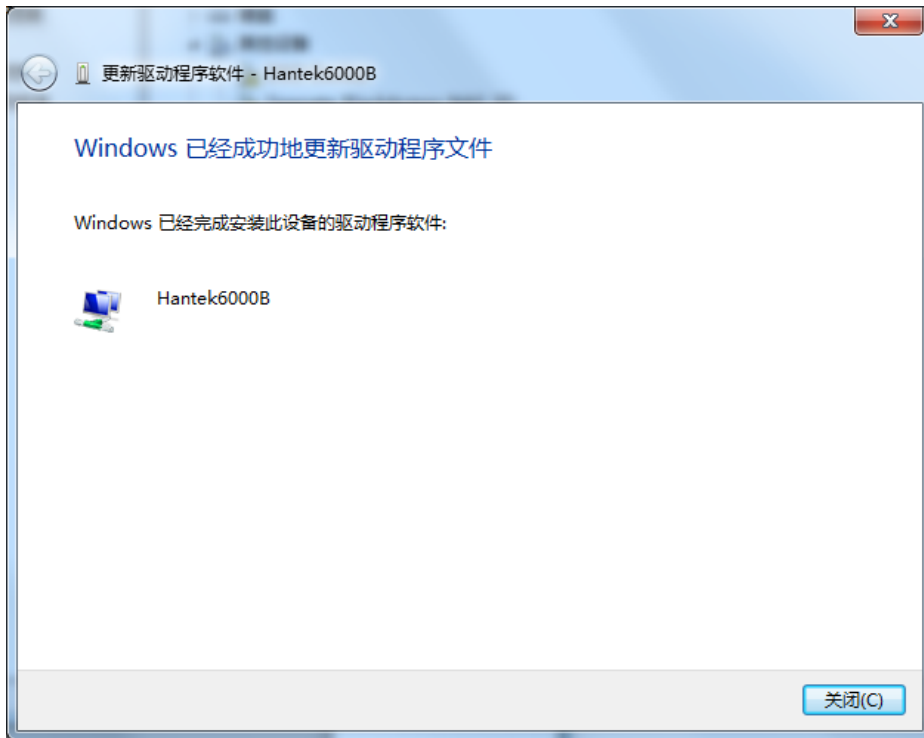 更新驱动程序软件 - Hantek6000B
Windows 已经成功地更新驱动程序文件
Windows 已经完成安装此设备的驱动程序软件:
Hantek6000B
关闭(C)